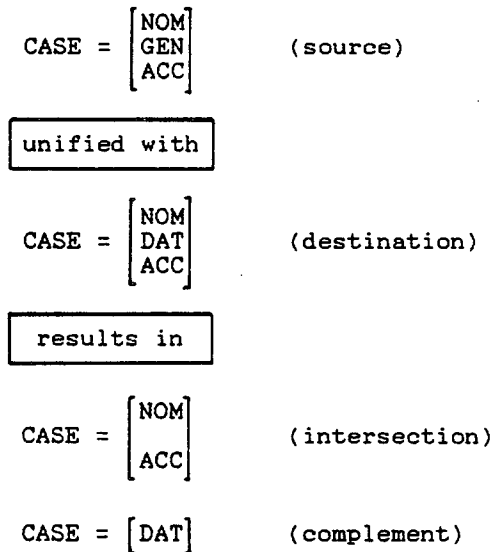 NOM
CASE = GEN (source)
ACC
unified with
NOM
CASE = DAT (destination)
ACC
results in
NOM
CASE = (intersection)
ACC
CASE = [DAT] (complement)